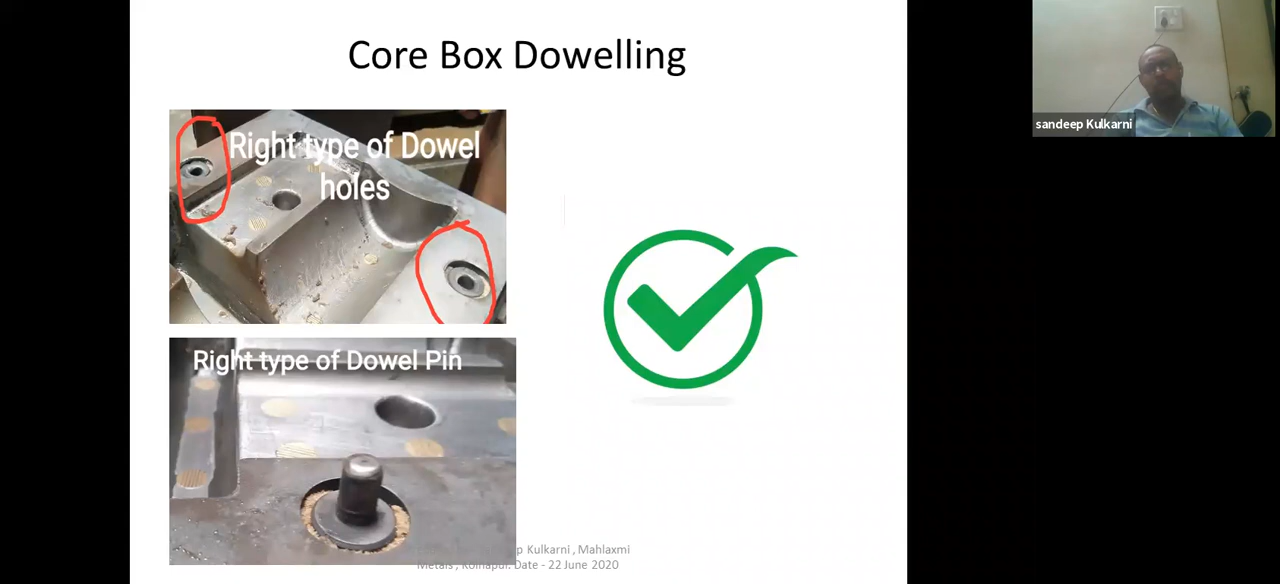 Core Box Dowelling
sandeep Kulkarni
Right type of Dowel
holes
Right type of Dowel Pin
p Kulkarni , Mahlaxmi
Metals , Kolhapur. Date - 22 June 2020